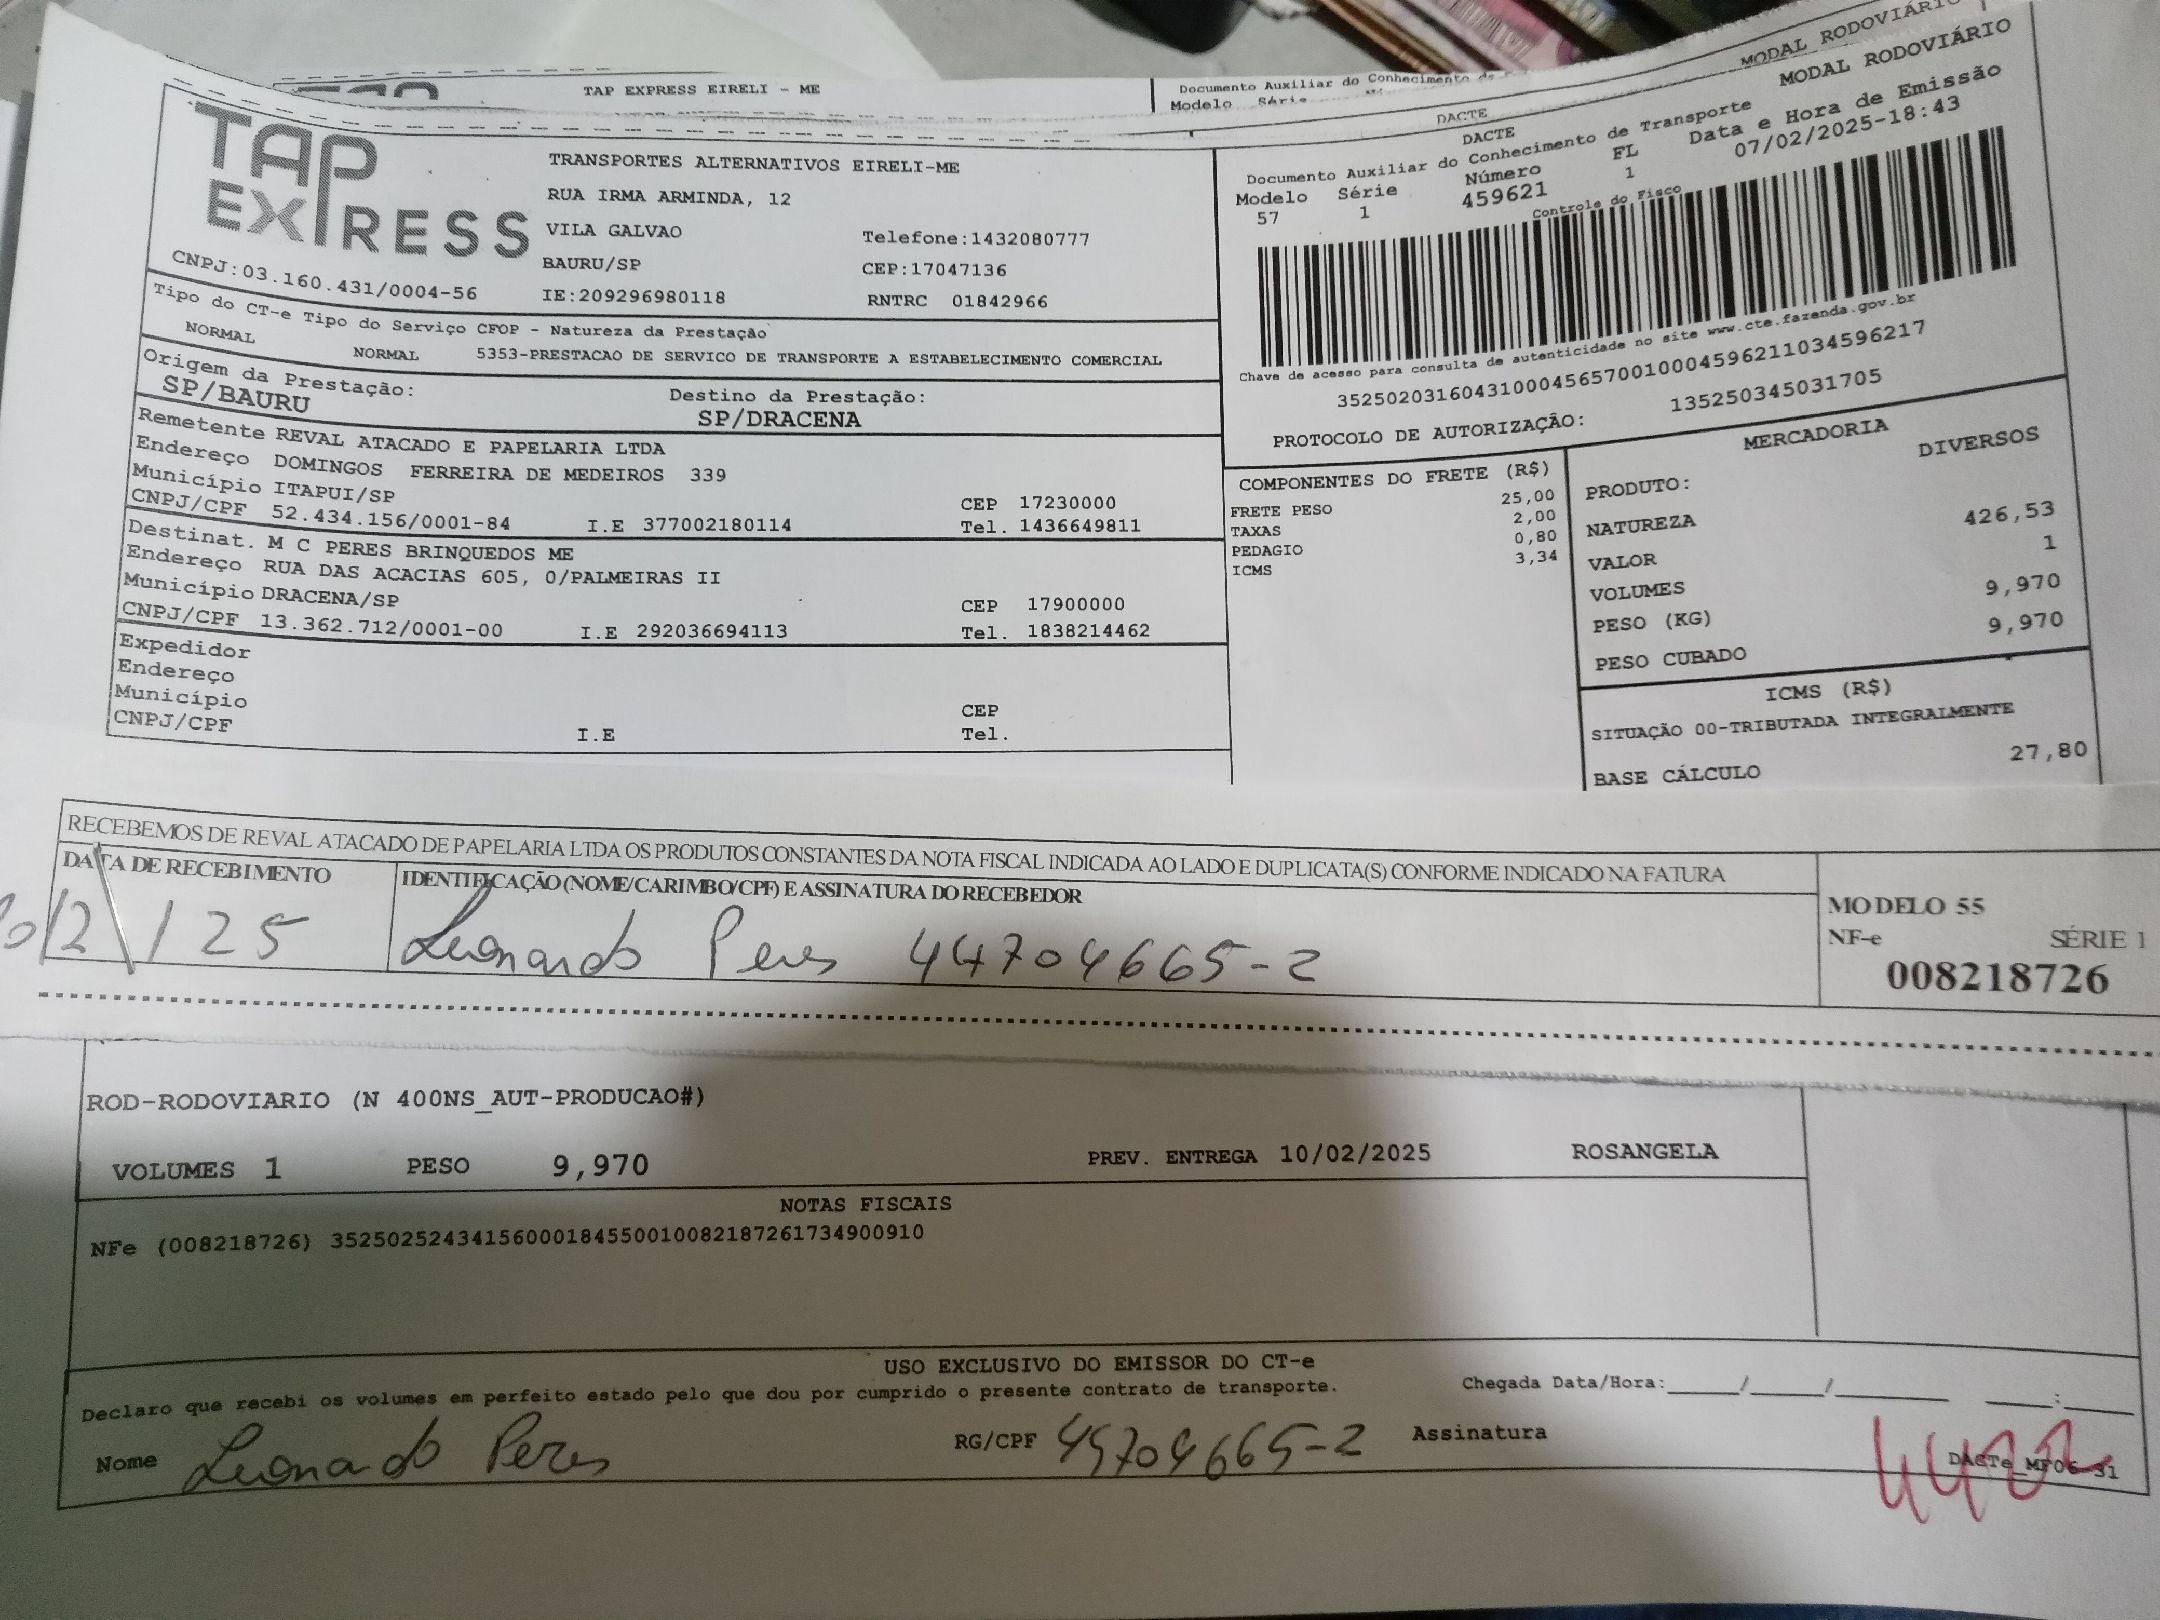 TAP EXPRESS EIRELI - ME
Documento Auxiliar do Conhecimento de
Modelo Série
MODAL RODOVIÁRIO
DACTE
TAP EXPRESS
CNPJ:03.160.431/0004-56
TRANSPORTES ALTERNATIVOS EIRELI-ME
RUA IRMA ARMINDA, 12
VILA GALVAO
Telefone:1432080777
BAURU/SP
CEP:17047136
IE:209296980118
RNTRC 01842966
MODAL RODOVIÁRIO
DACTE
Documento Auxiliar do Conhecimento de Transporte
Data e Hora de Emissão
Modelo Série Número FL
57 1 459621 1
07/02/2025-18:43
Controle do Fisco
Chave de acesso para consulta de autenticidade no site www.cte.fazenda.gov.br
35250203160431000456570010004596211034596217
PROTOCOLO DE AUTORIZAÇÃO: 135250345031705
Tipo do CT-e Tipo do Serviço CFOP - Natureza da Prestação
NORMAL NORMAL 5353-PRESTACAO DE SERVICO DE TRANSPORTE A ESTABELECIMENTO COMERCIAL
Origem da Prestação: Destino da Prestação:
SP/BAURU SP/DRACENA
Remetente REVAL ATACADO E PAPELARIA LTDA
Endereço DOMINGOS FERREIRA DE MEDEIROS 339
Município ITAPUI/SP CEP 17230000
CNPJ/CPF 52.434.156/0001-84 I.E 377002180114 Tel. 1436649811
Destinat. M C PERES BRINQUEDOS ME
Endereço RUA DAS ACACIAS 605, 0/PALMEIRAS II
Município DRACENA/SP CEP 17900000
CNPJ/CPF 13.362.712/0001-00 I.E 292036694113 Tel. 1838214462
Expedidor
Endereço
Município CEP
CNPJ/CPF I.E Tel.
COMPONENTES DO FRETE (R$)
FRETE PESO 25,00
TAXAS 2,00
PEDAGIO 0,80
ICMS 3,34
MERCADORIA
PRODUTO: DIVERSOS
NATUREZA
VALOR 426,53
VOLUMES 1
PESO (KG) 9,970
PESO CUBADO 9,970
ICMS (R$)
SITUAÇÃO 00-TRIBUTADA INTEGRALMENTE
BASE CÁLCULO 27,80
RECEBEMOS DE REVAL ATACADO DE PAPELARIA LTDA OS PRODUTOS CONSTANTES DA NOTA FISCAL INDICADA AO LADO E DUPLICATA(S) CONFORME INDICADO NA FATURA
DATA DE RECEBIMENTO IDENTIFICAÇÃO (NOME/CARIMBO/CPF) E ASSINATURA DO RECEBEDOR
Leonardo Peres 44704665-2
MODELO 55
NF-e SÉRIE 1
008218726
ROD-RODOVIARIO (N 400NS_AUT-PRODUCAO#)
VOLUMES 1 PESO 9,970 PREV. ENTREGA 10/02/2025 ROSANGELA
NOTAS FISCAIS
NFe (008218726) 35250252434156000184550010082187261734900910
USO EXCLUSIVO DO EMISSOR DO CT-e
Declaro que recebi os volumes em perfeito estado pelo que dou por cumprido o presente contrato de transporte. Chegada Data/Hora:____/____/______ ___:____
Nome Leonardo Peres RG/CPF 44704665-2 Assinatura
DACTe_MF06-31